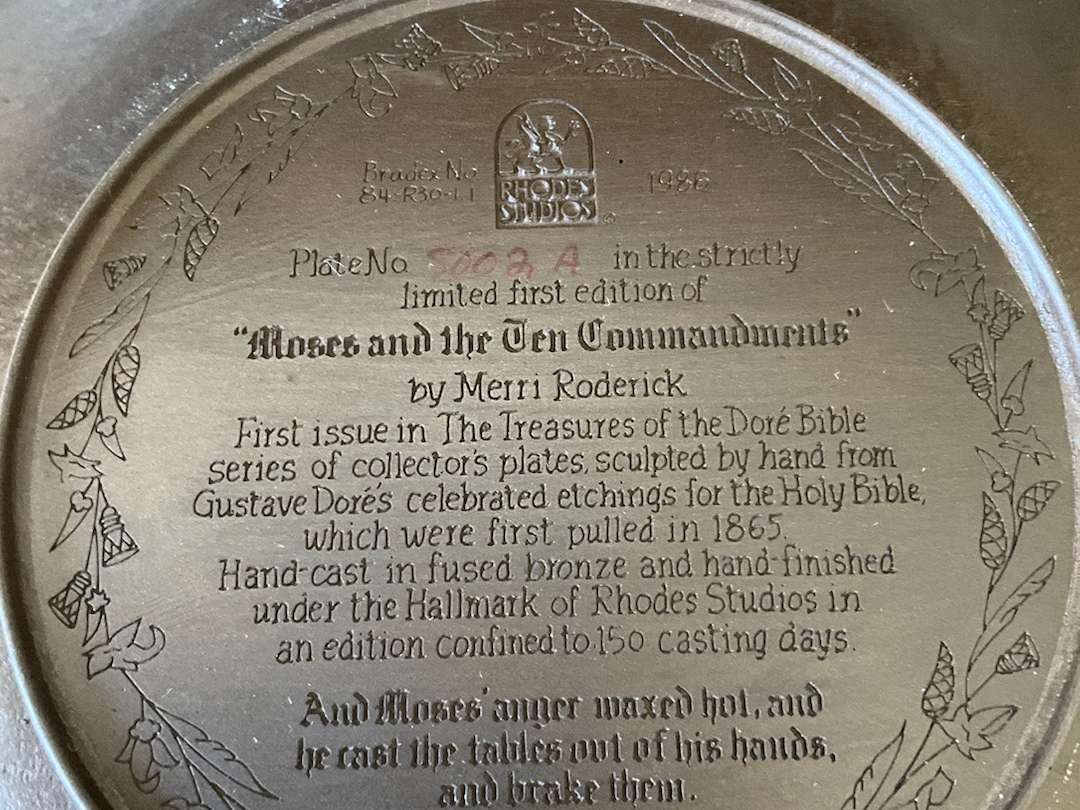 Bradex No
84-R30-1.1
RHODES
STUDIOS
1986
Plate No 5002 A in the strictly
limited first edition of
"Moses and the Ten Commandments"
by Merri Roderick
First issue in The Treasures of the Doré Bible
series of collector's plates, sculpted by hand from
Gustave Doré's celebrated etchings for the Holy Bible,
which were first pulled in 1865.
Hand-cast in fused bronze and hand-finished
under the Hallmark of Rhodes Studios in
an edition confined to 150 casting days.
And Moses' anger waxed hot, and
he cast the tables out of his hands,
and brake them.